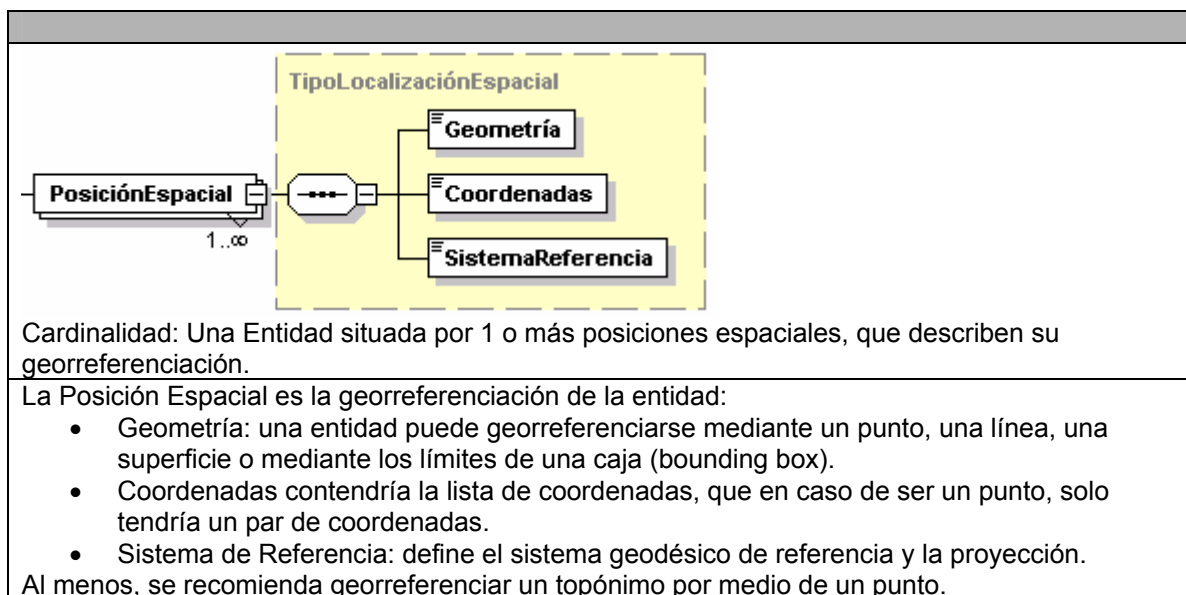 TipoLocalizaciónEspacial
Geometría
PosiciónEspacial
Coordenadas
1..∞
SistemaReferencia
Cardinalidad: Una Entidad situada por 1 o más posiciones espaciales, que describen su
georreferenciación.
La Posición Espacial es la georreferenciación de la entidad:
• Geometría: una entidad puede georreferenciarse mediante un punto, una línea, una
superficie o mediante los límites de una caja (bounding box).
• Coordenadas contendría la lista de coordenadas, que en caso de ser un punto, solo
tendría un par de coordenadas.
• Sistema de Referencia: define el sistema geodésico de referencia y la proyección.
Al menos, se recomienda georreferenciar un topónimo por medio de un punto.